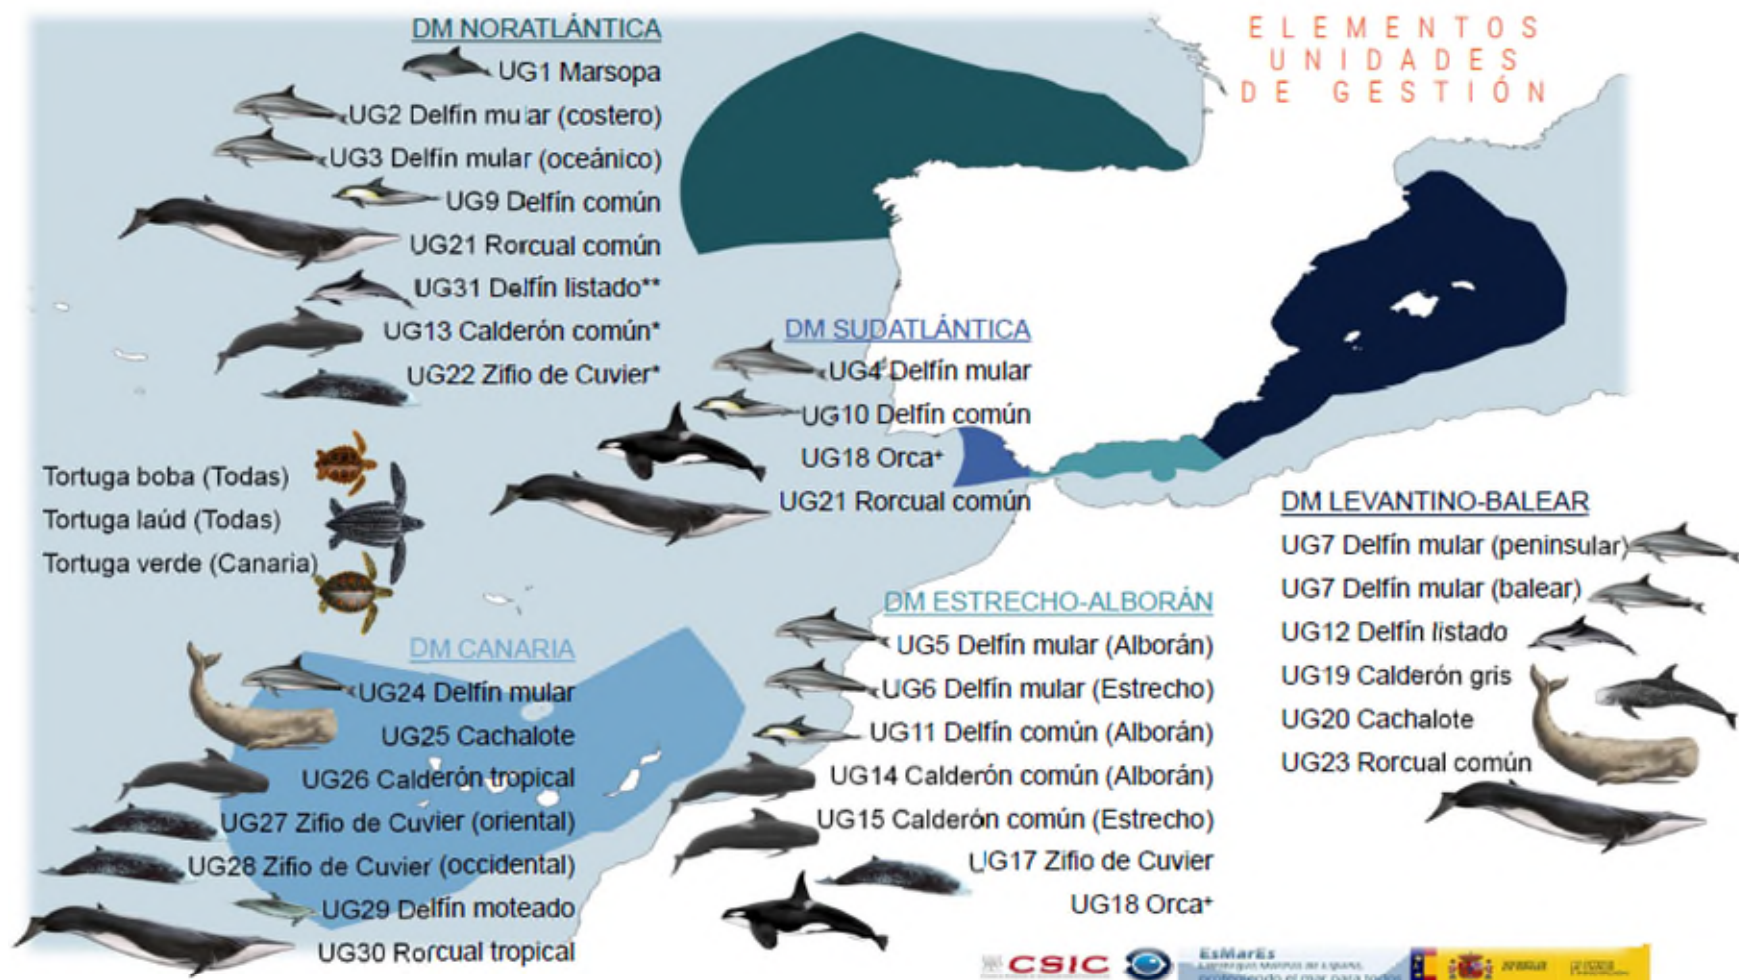 ELEMENTOS
UNIDADES
DE GESTIÓN
DM NORATLÁNTICA
UG1 Marsopa
UG2 Delfín mular (costero)
UG3 Delfín mular (oceánico)
UG9 Delfín común
UG21 Rorcual común
UG31 Delfín listado**
UG13 Calderón común*
UG22 Zifio de Cuvier*
DM SUDATLÁNTICA
UG4 Delfín mular
UG10 Delfín común
UG18 Orca+
UG21 Rorcual común
Tortuga boba (Todas)
Tortuga laúd (Todas)
Tortuga verde (Canaria)
DM LEVANTINO-BALEAR
UG7 Delfín mular (peninsular)
UG7 Delfín mular (balear)
UG12 Delfín listado
UG19 Calderón gris
UG20 Cachalote
UG23 Rorcual común
DM ESTRECHO-ALBORÁN
UG5 Delfín mular (Alborán)
UG6 Delfín mular (Estrecho)
UG11 Delfín común (Alborán)
UG14 Calderón común (Alborán)
UG15 Calderón común (Estrecho)
UG17 Zifio de Cuvier
UG18 Orca+
DM CANARIA
UG24 Delfín mular
UG25 Cachalote
UG26 Calderón tropical
UG27 Zifio de Cuvier (oriental)
UG28 Zifio de Cuvier (occidental)
UG29 Delfín moteado
UG30 Rorcual tropical
CSIC
EsMarEs
protegiendo el mar para todos